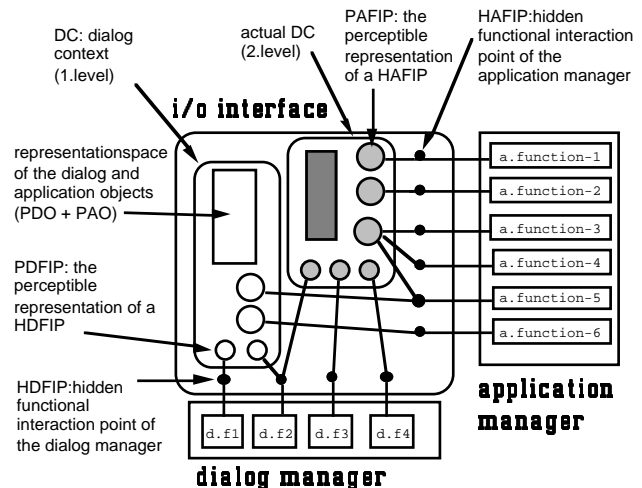 DC: dialog
context
(1.level)
actual DC
(2.level)
PAFIP: the
perceptible
representation
of a HAFIP
HAFIP:hidden
functional interaction
point of the
application manager
i/o interface
representationspace
of the dialog and
application objects
(PDO + PAO)
PDFIP: the
perceptible
representation of a
HDFIP
HDFIP:hidden
functional
interaction point of
the dialog manager
a.function-1
a.function-2
a.function-3
a.function-4
a.function-5
a.function-6
application
manager
d.f1
d.f2
d.f3
d.f4
dialog manager